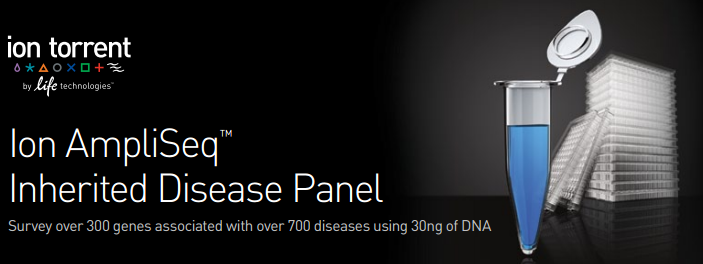 ion torrent
by life technologies™
Ion AmpliSeq™
Inherited Disease Panel
Survey over 300 genes associated with over 700 diseases using 30ng of DNA